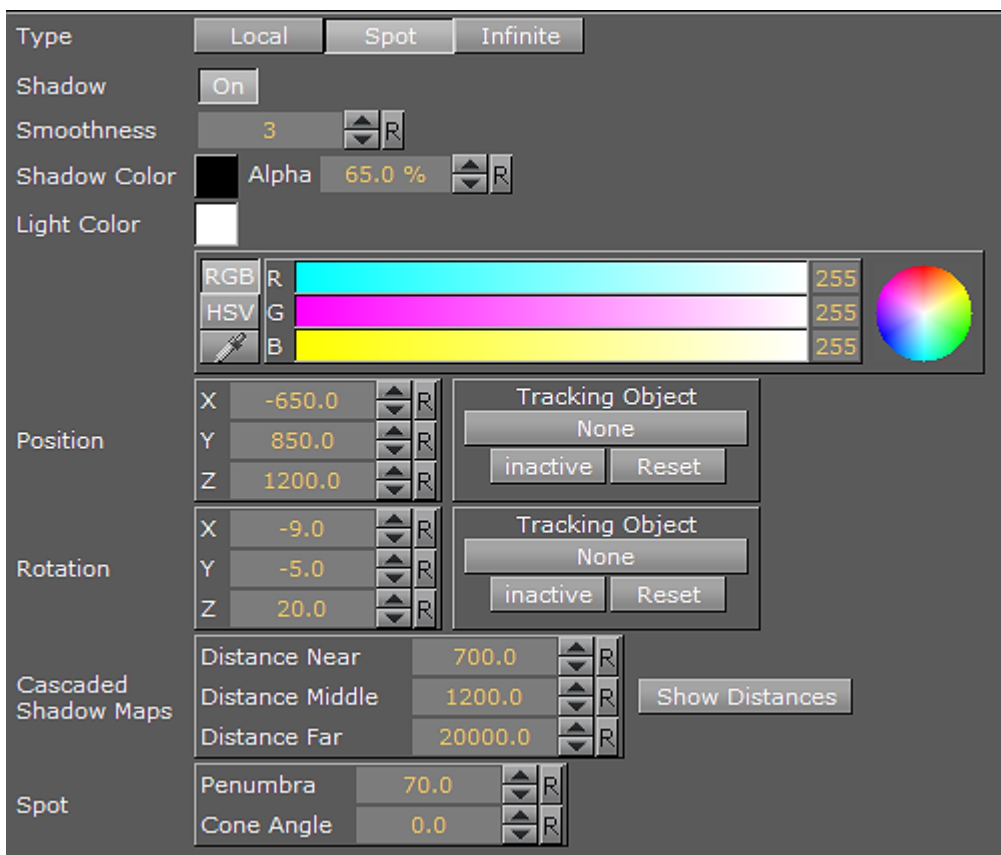 Type Local Spot Infinite
Shadow On
Smoothness 3 R
Shadow Color Alpha 65.0 % R
Light Color
RGB R 255
HSV G 255
B 255
Position
X -650.0 R
Y 850.0 R
Z 1200.0 R
Tracking Object
None
inactive Reset
Rotation
X -9.0 R
Y -5.0 R
Z 20.0 R
Tracking Object
None
inactive Reset
Cascaded
Shadow Maps
Distance Near 700.0 R
Distance Middle 1200.0 R
Distance Far 20000.0 R
Show Distances
Spot
Penumbra 70.0 R
Cone Angle 0.0 R